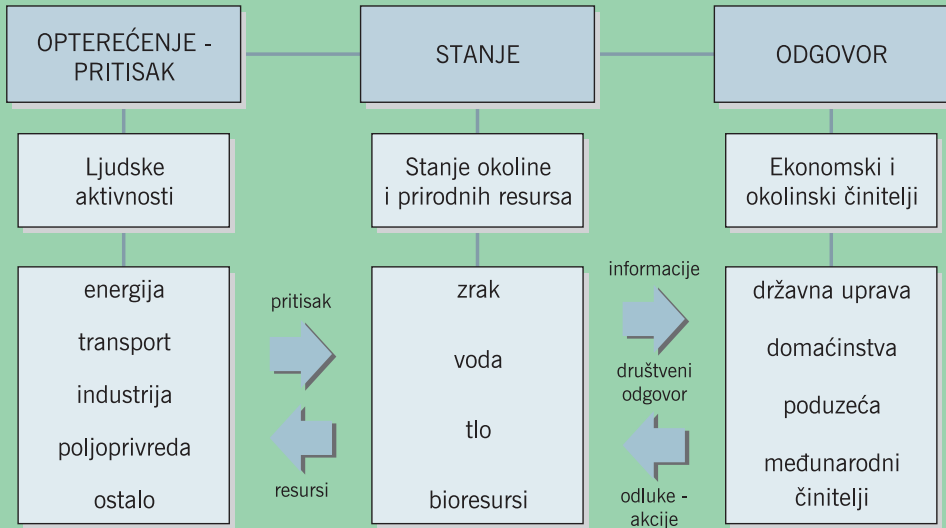 OPTEREĆENJE -
PRITISAK
Ljudske
aktivnosti
energija
transport
industrija
poljoprivreda
ostalo
pritisak
resursi
STANJE
Stanje okoline
i prirodnih resursa
zrak
voda
tlo
bioresursi
informacije
društveni
odgovor
odluke -
akcije
ODGOVOR
Ekonomski i
okolinski činitelji
državna uprava
domaćinstva
poduzeća
međunarodni
činitelji